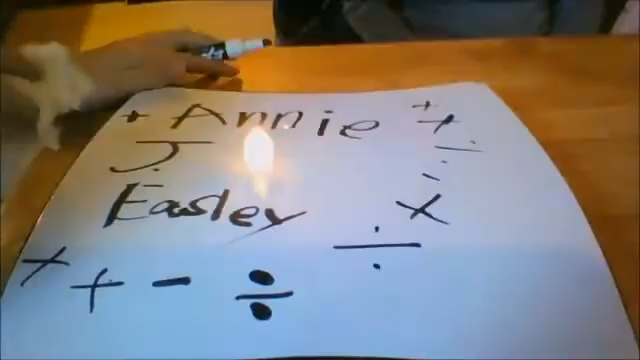 + Annie + +
J. ÷
Easley - ×
÷
× + - ÷